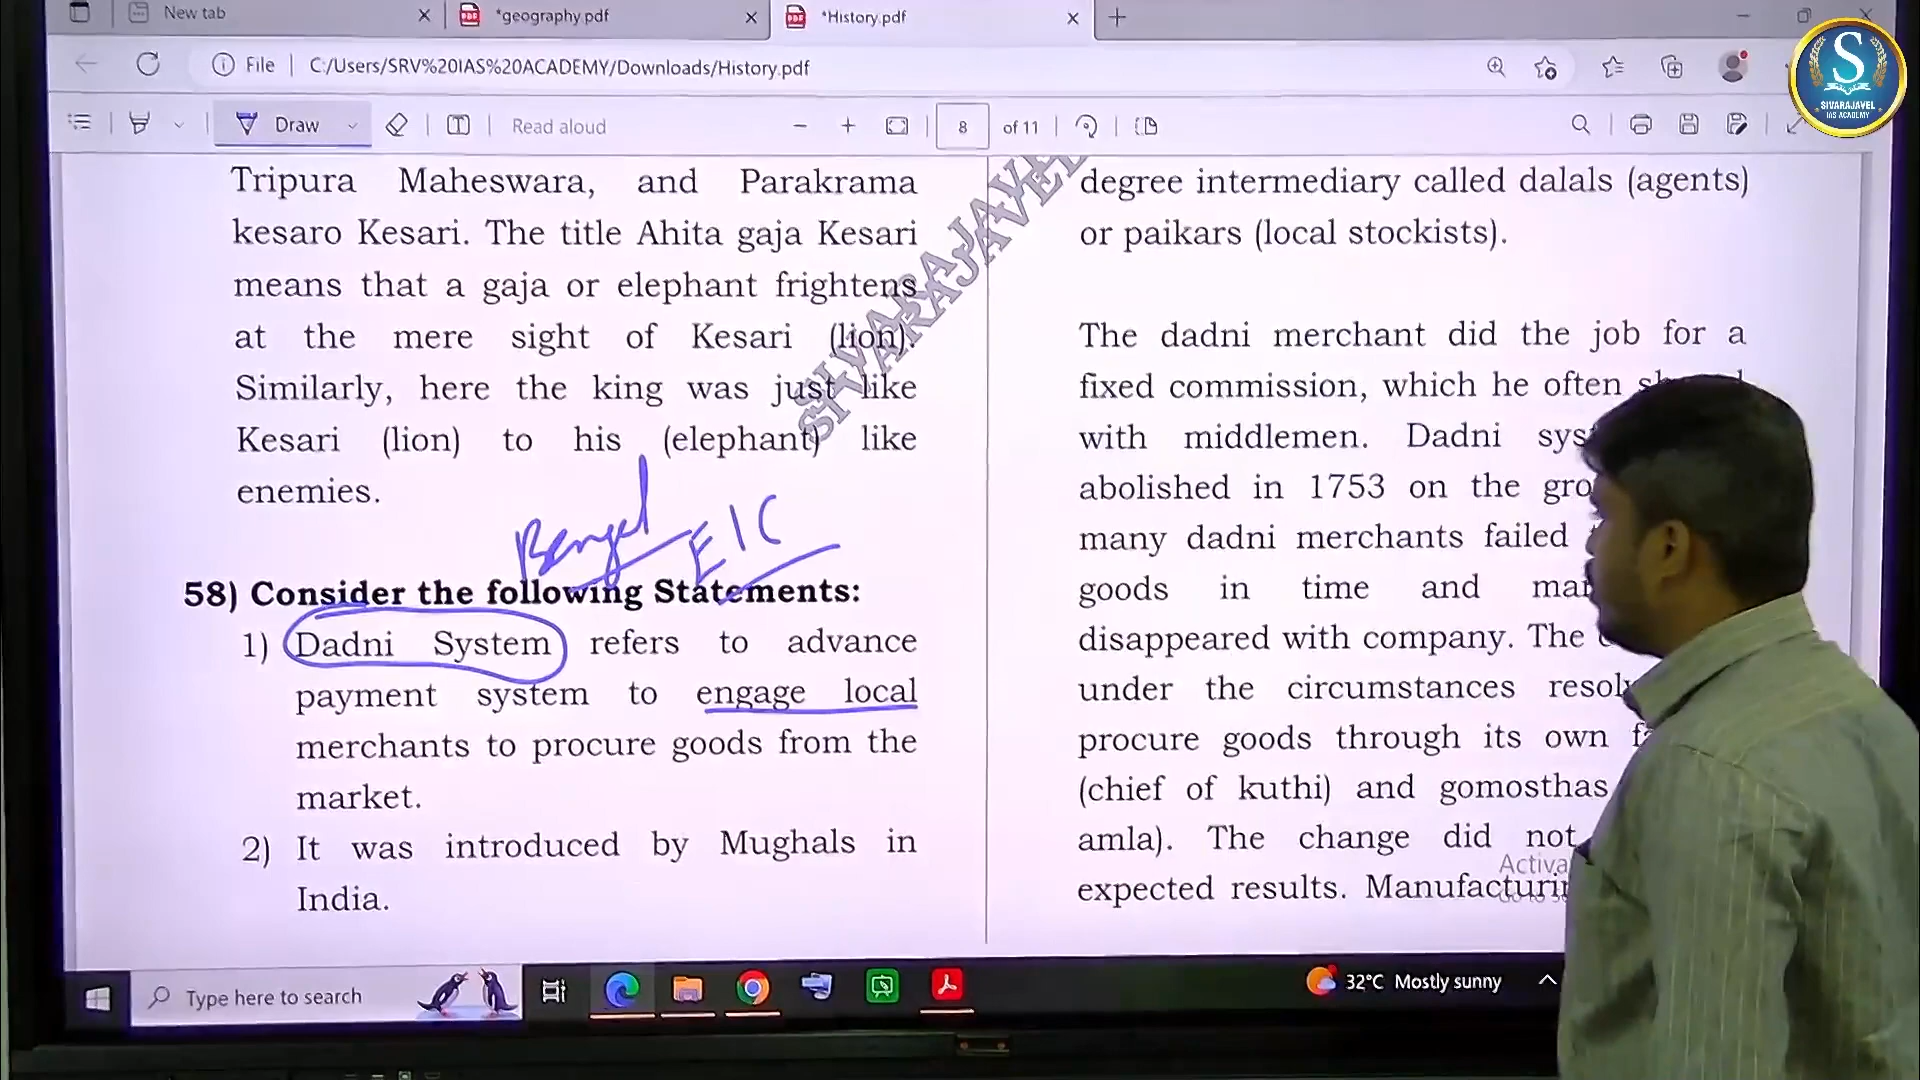 New tab
*geography.pdf
*History.pdf
File
C:/Users/SRV%20IAS%20ACADEMY/Downloads/History.pdf
Draw
Read aloud
8
of 11
S
SIVARAJAVEL
IAS ACADEMY
Tripura Maheswara, and Parakrama
kesaro Kesari. The title Ahita gaja Kesari
means that a gaja or elephant frightens
at the mere sight of Kesari (lion).
Similarly, here the king was just like
Kesari (lion) to his (elephant) like
enemies.
Bengal EIC
58) Consider the following Statements:
1) Dadni System refers to advance
payment system to engage local
merchants to procure goods from the
market.
2) It was introduced by Mughals in
India.
degree intermediary called dalals (agents)
or paikars (local stockists).
The dadni merchant did the job for a
fixed commission, which he often
with middlemen. Dadni
abolished in 1753 on the
many dadni merchants failed
goods in time and
disappeared with company. The
under the circumstances
procure goods through its own
(chief of kuthi) and gomosthas
amla). The change did not
expected results.
SIVARAJAVEL
Type here to search
32°C Mostly sunny